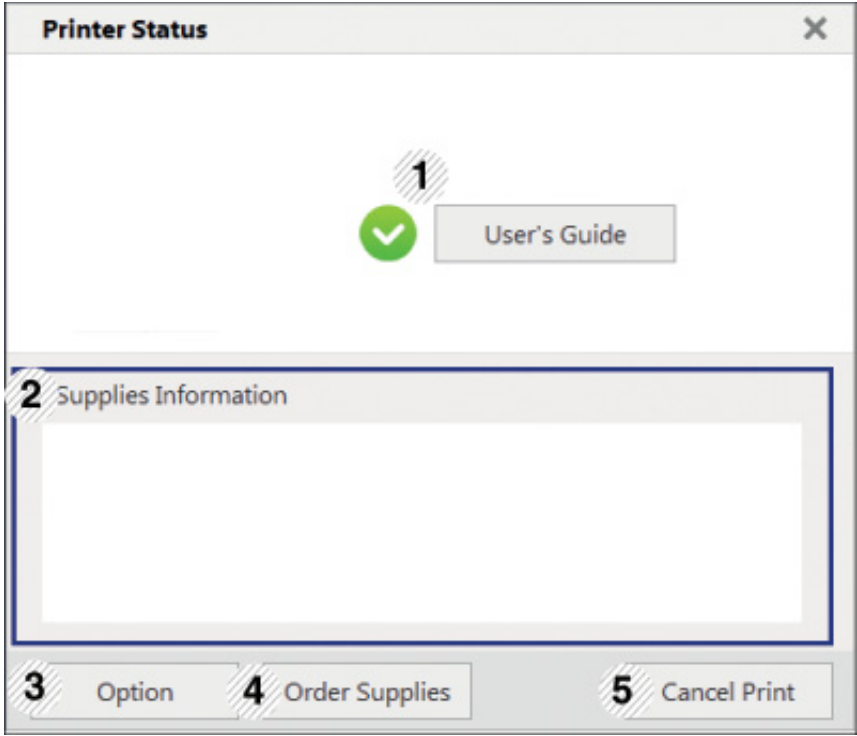 Printer Status
1
User's Guide
2 Supplies Information
3 Option 4 Order Supplies 5 Cancel Print